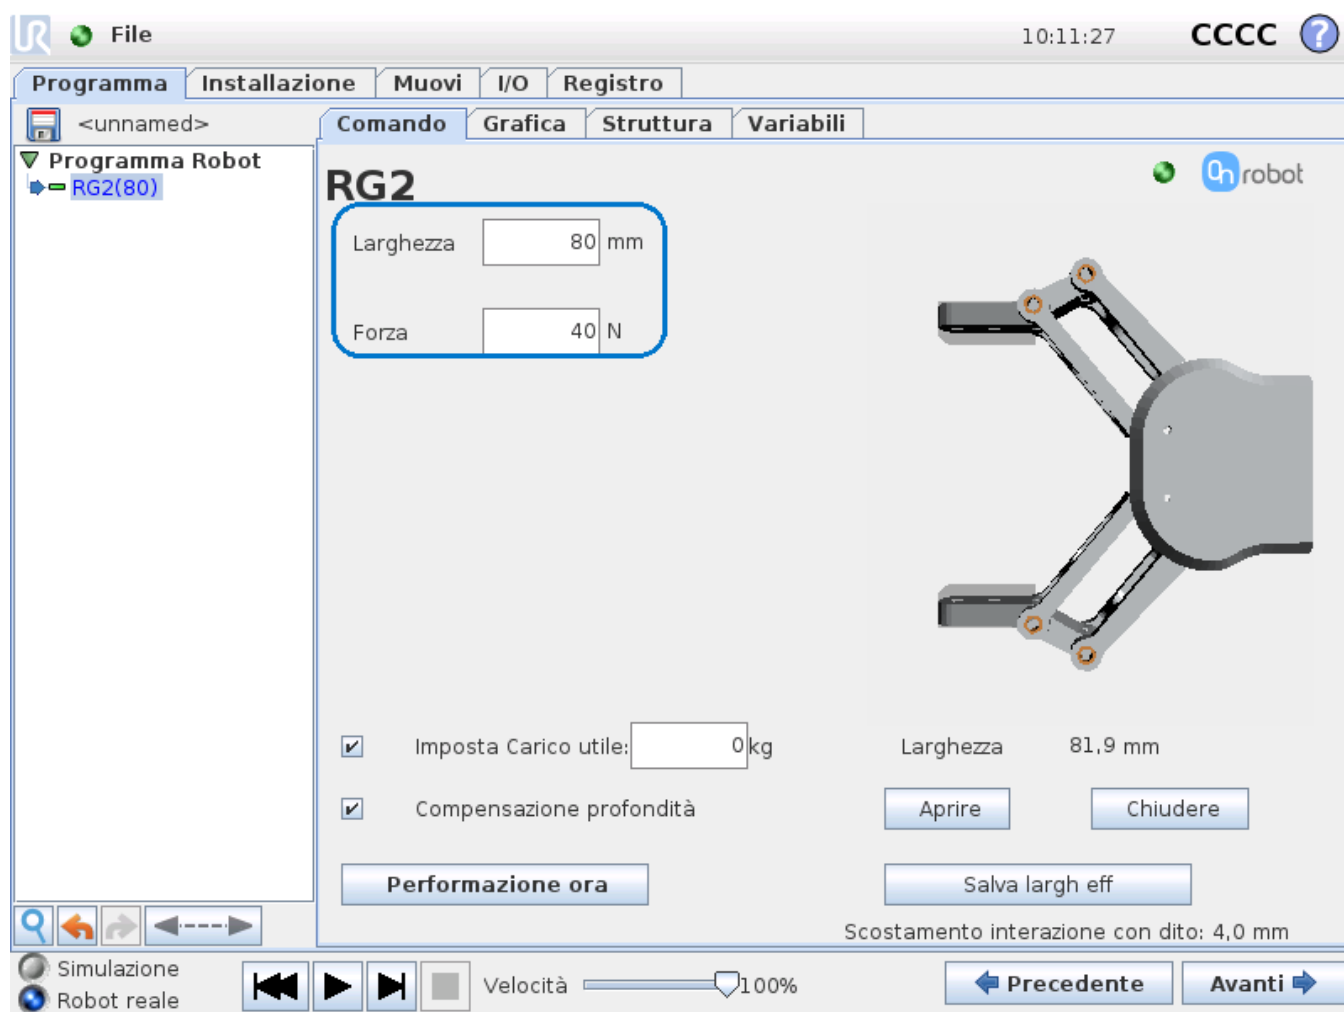 UR File 10:11:27 CCCC ?
Programma Installazione Muovi I/O Registro
<unnamed> Comando Grafica Struttura Variabili
Programma Robot
RG2(80)
RG2
On robot
Larghezza 80 mm
Forza 40 N
Imposta Carico utile: 0 kg Larghezza 81,9 mm
Compensazione profondità Aprire Chiudere
Performazione ora Salva largh eff
Scostamento interazione con dito: 4,0 mm
Simulazione
Robot reale
Velocità 100% Precedente Avanti